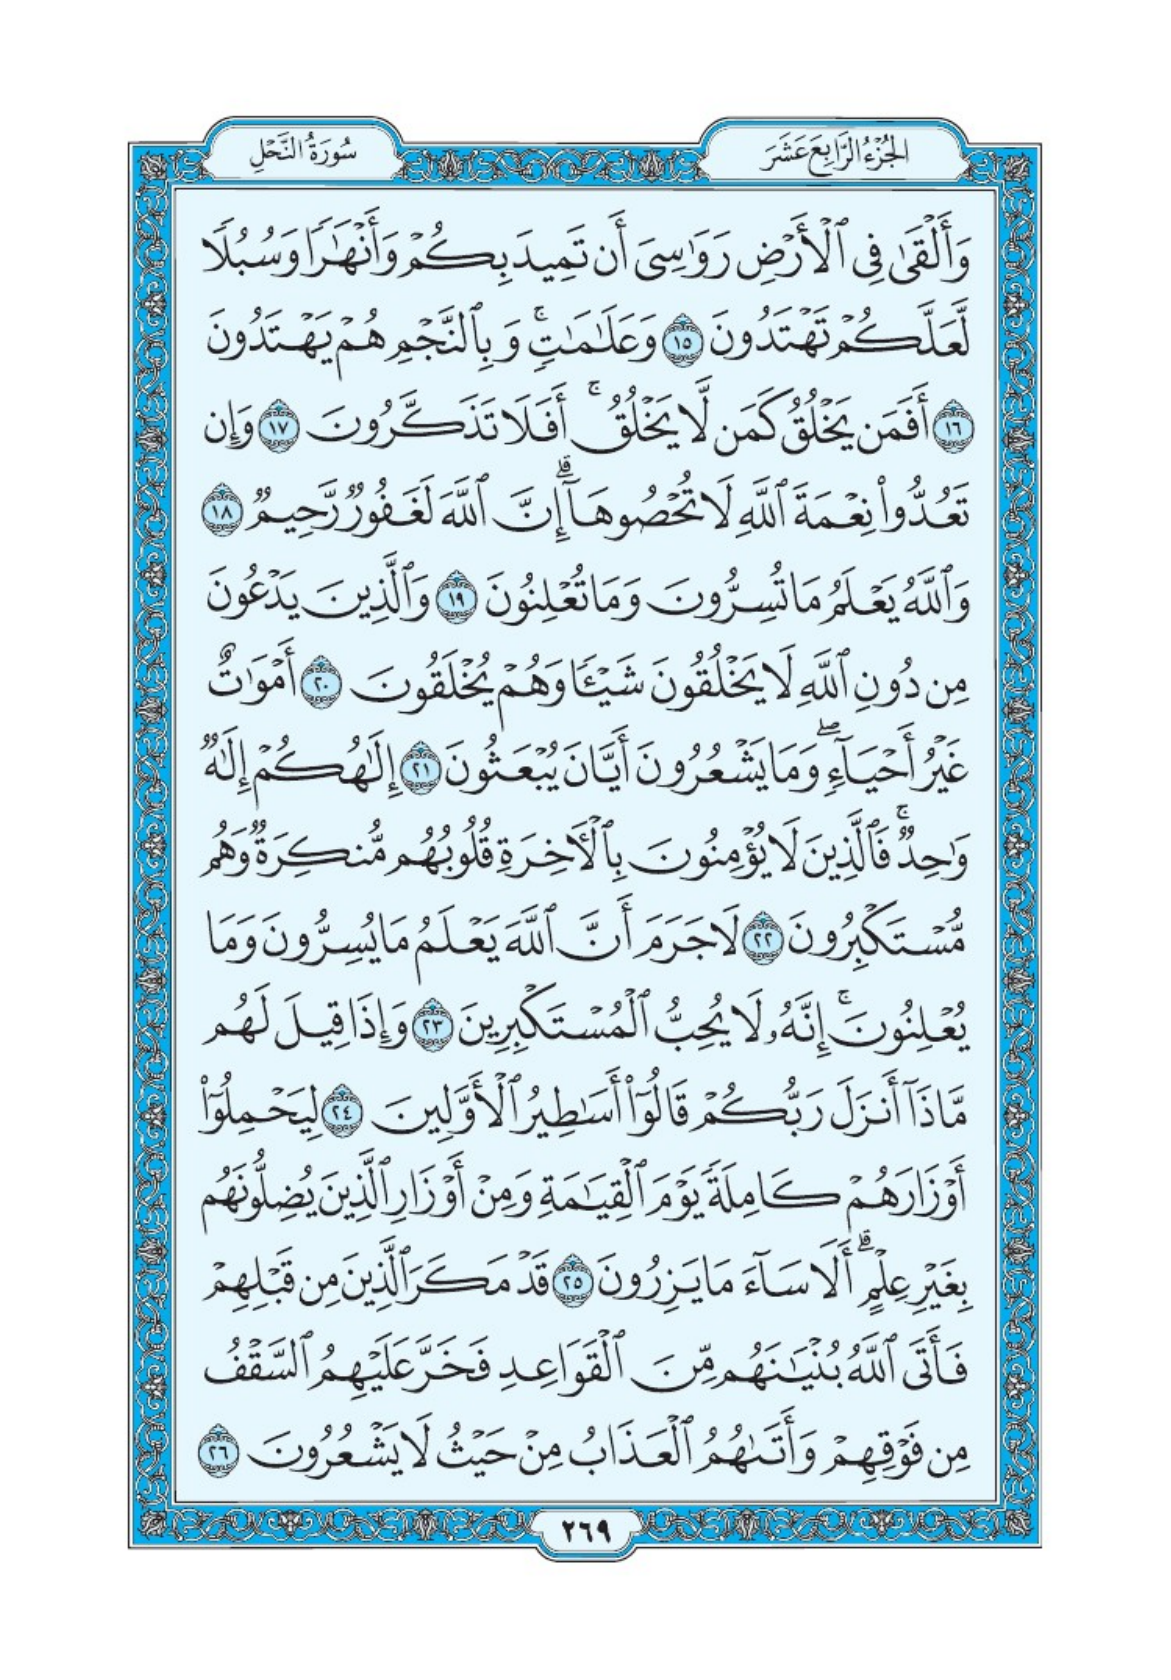 الجُزْءُ الرَّابِعَ عَشَرَ
سُورَةُ النَّحْلِ
وَأَلْقَىٰ فِي ٱلْأَرْضِ رَوَٰسِيَ أَن تَمِيدَ بِكُمْ وَأَنْهَٰرًا وَسُبُلًا
لَّعَلَّكُمْ تَهْتَدُونَ ١٥ وَعَلَٰمَٰتٍۚ وَبِٱلنَّجْمِ هُمْ يَهْتَدُونَ
١٦ أَفَمَن يَخْلُقُ كَمَن لَّا يَخْلُقُۚ أَفَلَا تَذَكَّرُونَ ١٧ وَإِن
تَعُدُّوا۟ نِعْمَةَ ٱللَّهِ لَا تُحْصُوهَآۗ إِنَّ ٱللَّهَ لَغَفُورٌ رَّحِيمٌ ١٨
وَٱللَّهُ يَعْلَمُ مَا تُسِرُّونَ وَمَا تُعْلِنُونَ ١٩ وَٱلَّذِينَ يَدْعُونَ
مِن دُونِ ٱللَّهِ لَا يَخْلُقُونَ شَيْـًٔا وَهُمْ يُخْلَقُونَ ٢٠ أَمْوَٰتٌ
غَيْرُ أَحْيَآءٍۖ وَمَا يَشْعُرُونَ أَيَّانَ يُبْعَثُونَ ٢١ إِلَٰهُكُمْ إِلَٰهٌ
وَٰحِدٌۚ فَٱلَّذِينَ لَا يُؤْمِنُونَ بِٱلْءَاخِرَةِ قُلُوبُهُم مُّنكِرَةٌ وَهُم
مُّسْتَكْبِرُونَ ٢٢ لَا جَرَمَ أَنَّ ٱللَّهَ يَعْلَمُ مَا يُسِرُّونَ وَمَا
يُعْلِنُونَۚ إِنَّهُۥ لَا يُحِبُّ ٱلْمُسْتَكْبِرِينَ ٢٣ وَإِذَا قِيلَ لَهُم
مَّاذَآ أَنزَلَ رَبُّكُمْ قَالُوٓا۟ أَسَٰطِيرُ ٱلْأَوَّلِينَ ٢٤ لِيَحْمِلُوٓا۟
أَوْزَارَهُمْ كَامِلَةً يَوْمَ ٱلْقِيَٰمَةِ وَمِنْ أَوْزَارِ ٱلَّذِينَ يُضِلُّونَهُم
بِغَيْرِ عِلْمٍۗ أَلَا سَآءَ مَا يَزِرُونَ ٢٥ قَدْ مَكَرَ ٱلَّذِينَ مِن قَبْلِهِمْ
فَأَتَى ٱللَّهُ بُنْيَٰنَهُم مِّنَ ٱلْقَوَاعِدِ فَخَرَّ عَلَيْهِمُ ٱلسَّقْفُ
مِن فَوْقِهِمْ وَأَتَىٰهُمُ ٱلْعَذَابُ مِنْ حَيْثُ لَا يَشْعُرُونَ ٢٦
٢٦٩